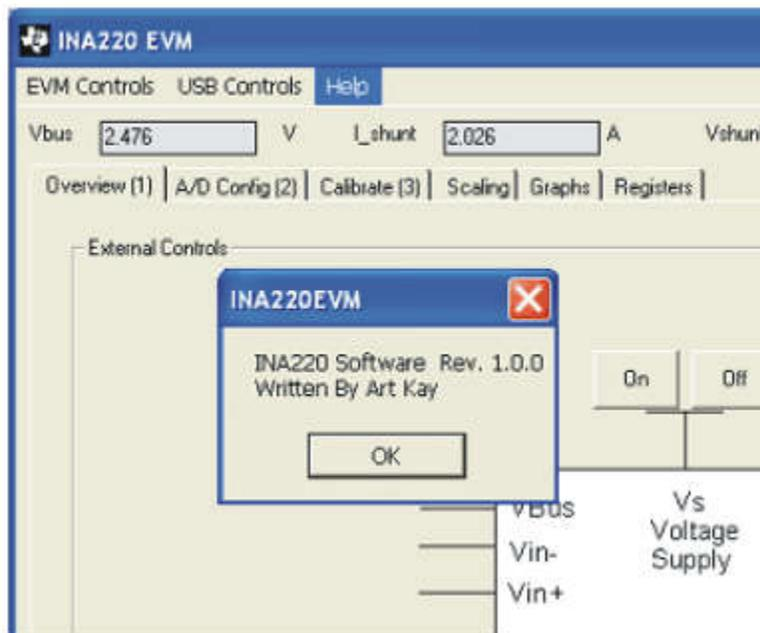 INA220 EVM
EVM Controls USB Controls Help
Vbus 2.476 V I_shunt 2.026 A Vshun
Overview (1) A/D Config (2) Calibrate (3) Scaling Graphs Registers
External Controls
INA220EVM
INA220 Software Rev. 1.0.0
Written By Art Kay
OK
On Off
VBus
Vin-
Vin+
Vs
Voltage
Supply